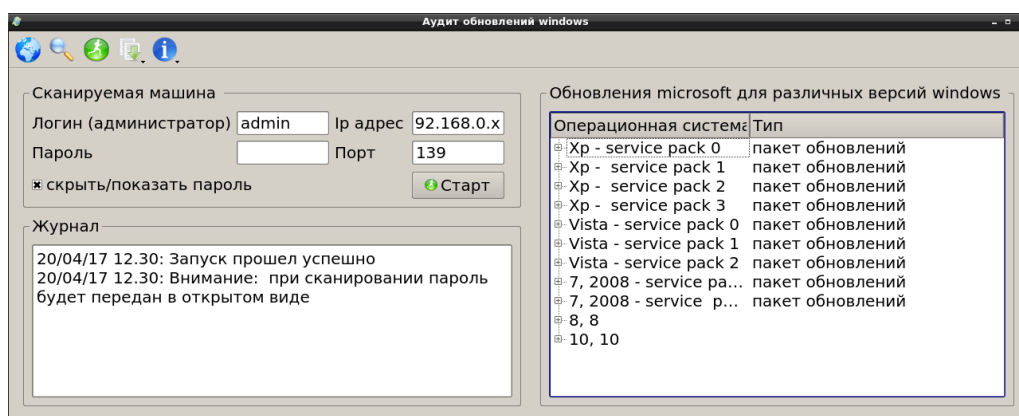 Аудит обновлений windows
Сканируемая машина
Логин (администратор) admin Ip адрес 92.168.0.x
Пароль Порт 139
скрыть/показать пароль Старт
Журнал
20/04/17 12.30: Запуск прошел успешно
20/04/17 12.30: Внимание: при сканировании пароль
будет передан в открытом виде
Обновления microsoft для различных версий windows
Операционная система Тип
Xp - service pack 0 пакет обновлений
Xp - service pack 1 пакет обновлений
Xp - service pack 2 пакет обновлений
Xp - service pack 3 пакет обновлений
Vista - service pack 0 пакет обновлений
Vista - service pack 1 пакет обновлений
Vista - service pack 2 пакет обновлений
7, 2008 - service pa... пакет обновлений
7, 2008 - service p... пакет обновлений
8, 8
10, 10